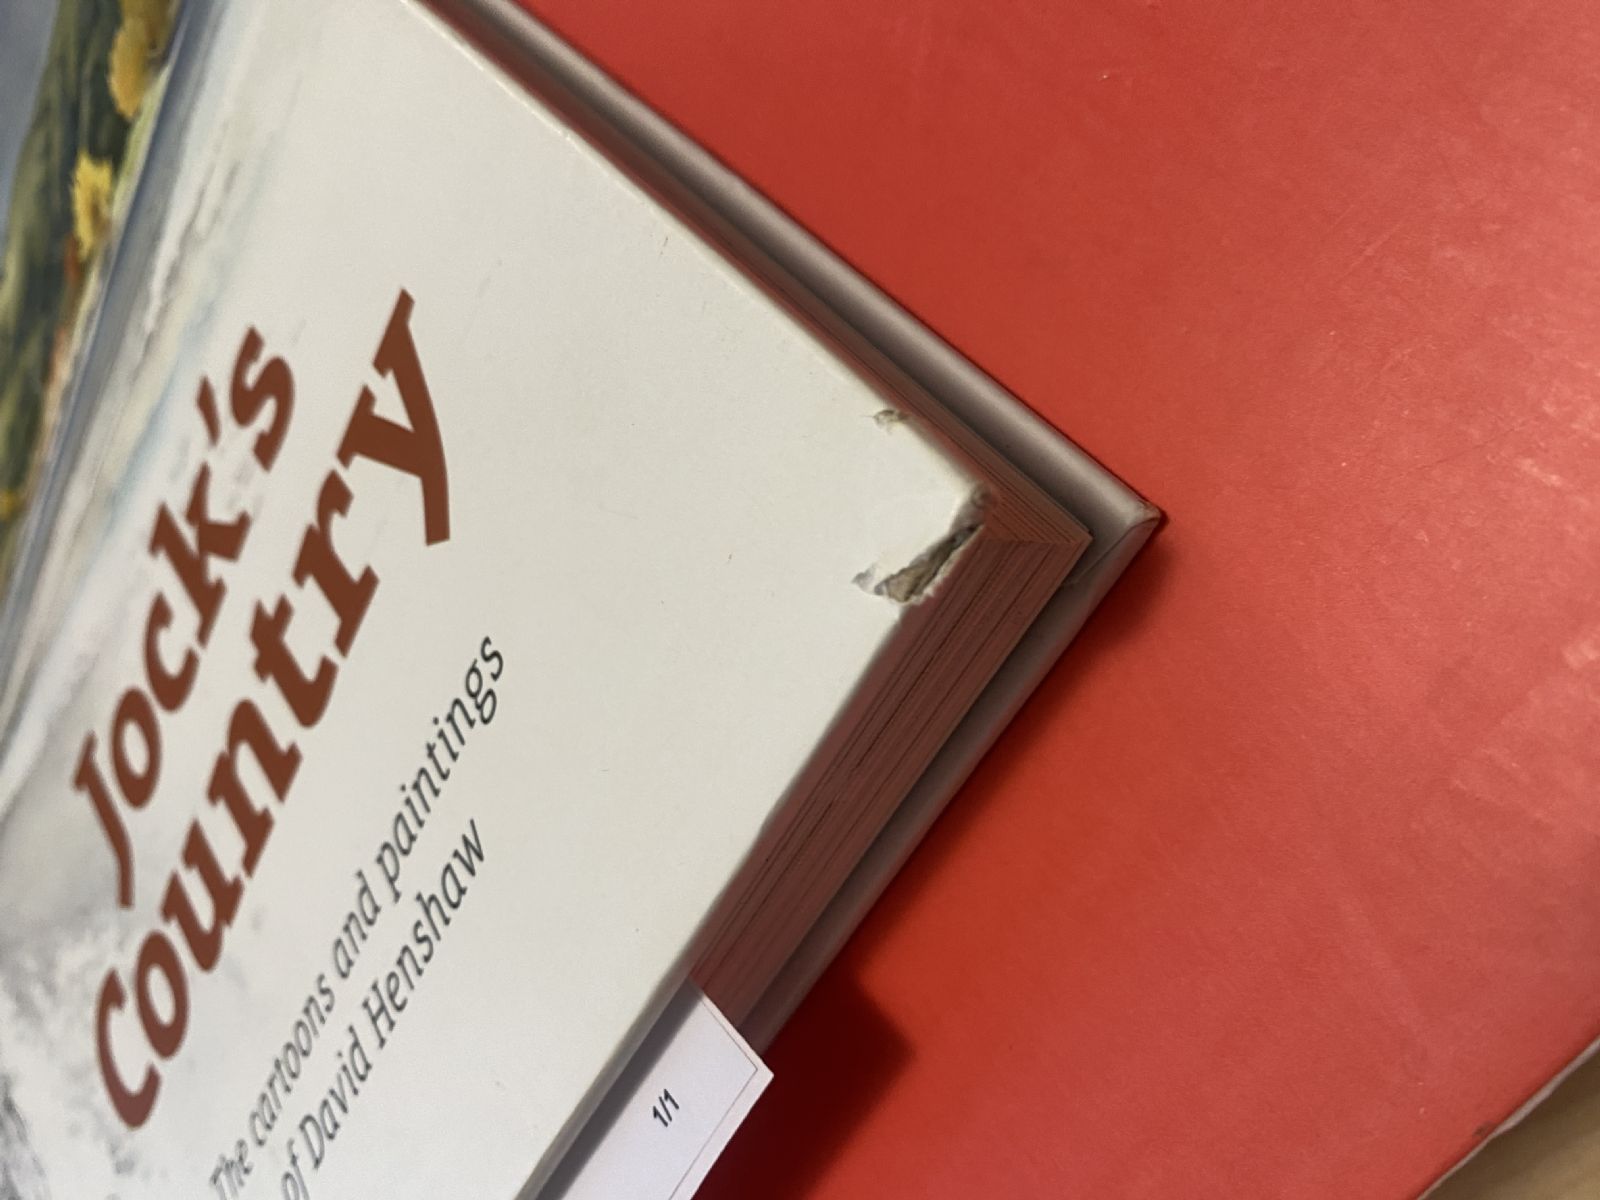 Jock's
Country
The cartoons and paintings
of David Henshaw
1/1